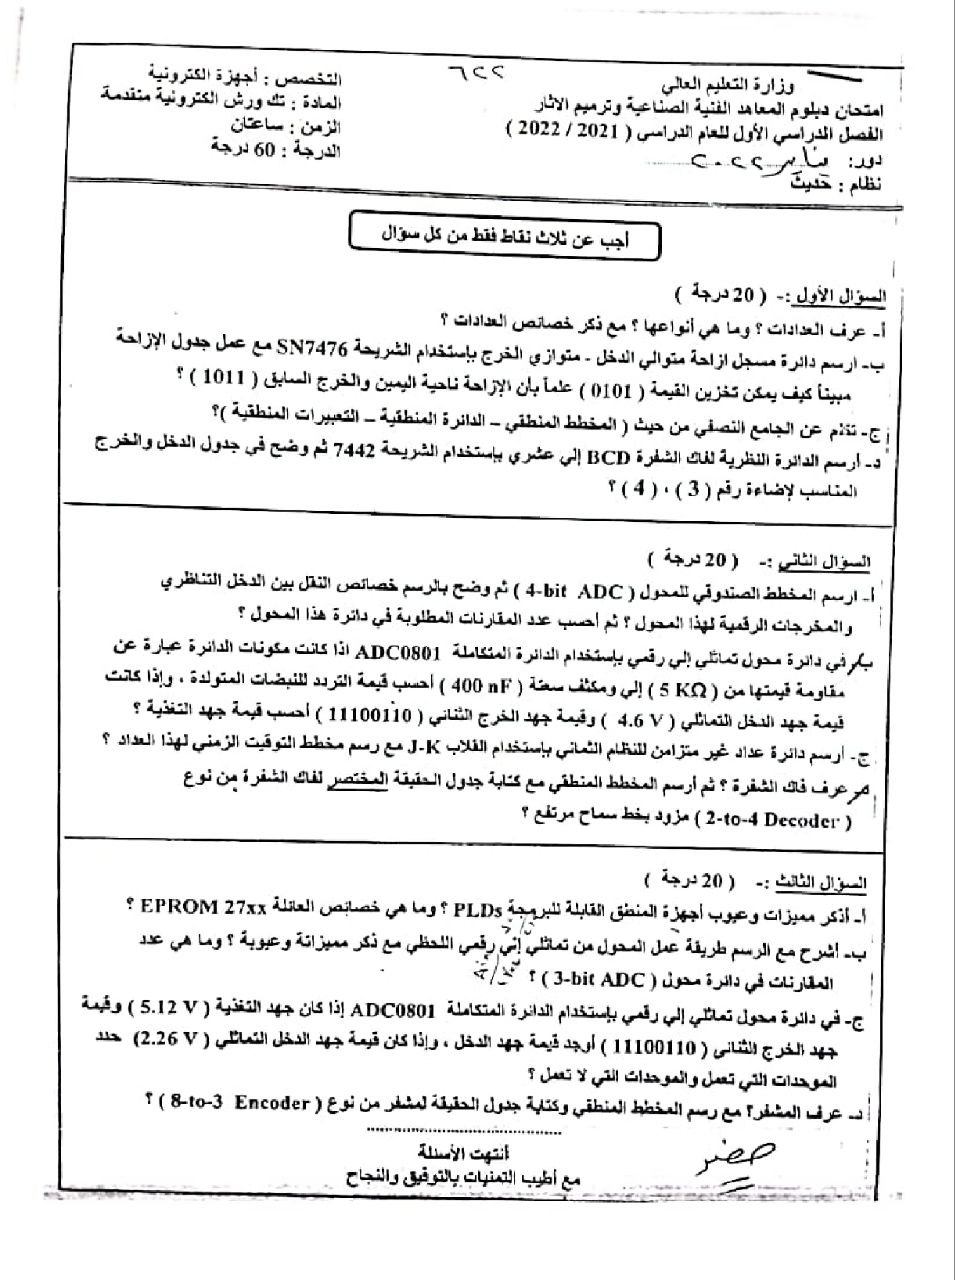 ٦٢٢
وزارة التعليم العالي
امتحان دبلوم المعاهد الفنية الصناعية وترميم الآثار
الفصل الدراسي الأول للعام الدراسي ( 2021 / 2022 )
دور: يناير ٢٠٢٢
نظام : حديث
التخصص : أجهزة الكترونية
المادة : تك ورش الكترونية متقدمة
الزمن : ساعتان
الدرجة : 60 درجة
أجب عن ثلاث نقاط فقط من كل سؤال
السؤال الأول :- ( 20 درجة )
أ- عرف العدادات ؟ وما هي أنواعها ؟ مع ذكر خصائص العدادات ؟
ب- ارسم دائرة مسجل ازاحة متوالي الدخل - متوازي الخرج بإستخدام الشريحة SN7476 مع عمل جدول الإزاحة
مبيناً كيف يمكن تخزين القيمة ( 0101 ) علماً بأن الإزاحة ناحية اليمين والخرج السابق ( 1011 ) ؟
ج- تكلم عن الجامع النصفي من حيث ( المخطط المنطقي – الدائرة المنطقية – التعبيرات المنطقية )؟
د- أرسم الدائرة النظرية لفاك الشفرة BCD إلي عشري بإستخدام الشريحة 7442 ثم وضح في جدول الدخل والخرج
المناسب لإضاءة رقم ( 3 ) ، ( 4 ) ؟
السؤال الثاني :- ( 20 درجة )
أ- ارسم المخطط الصندوقي للمحول ( 4-bit ADC ) ثم وضح بالرسم خصائص النقل بين الدخل التناظري
والمخرجات الرقمية لهذا المحول ؟ ثم أحسب عدد المقارنات المطلوبة في دائرة هذا المحول ؟
ب- في دائرة محول تماثلي إلي رقمي بإستخدام الدائرة المتكاملة ADC0801 اذا كانت مكونات الدائرة عبارة عن
مقاومة قيمتها من ( 5 KΩ ) إلي ومكثف سعتة ( 400 nF ) أحسب قيمة التردد للنبضات المتولدة ، وإذا كانت
قيمة جهد الدخل التماثلي ( 4.6 V ) وقيمة جهد الخرج الثنائي ( 11100110 ) أحسب قيمة جهد التغذية ؟
ج- أرسم دائرة عداد غير متزامن للنظام الثماني بإستخدام القلاب J-K مع رسم مخطط التوقيت الزمني لهذا العداد ؟
عرف فاك الشفرة ؟ ثم أرسم المخطط المنطقي مع كتابة جدول الحقيقة المختصر لفاك الشفرة من نوع
( 2-to-4 Decoder ) مزود بخط سماح مرتفع ؟
السؤال الثالث :- ( 20 درجة )
أ- أذكر مميزات وعيوب أجهزة المنطق القابلة للبرمجة PLDs ؟ وما هي خصائص العائلة EPROM 27xx ؟
ب- أشرح مع الرسم طريقة عمل المحول من تماثلي إلي رقمي اللحظي مع ذكر مميزاتة وعيوبة ؟ وما هي عدد
المقارنات في دائرة محول ( 3-bit ADC ) ؟
ج- في دائرة محول تماثلي إلي رقمي بإستخدام الدائرة المتكاملة ADC0801 إذا كان جهد التغذية ( 5.12 V ) وقيمة
جهد الخرج الثنائي ( 11100110 ) أوجد قيمة جهد الدخل ، وإذا كان قيمة جهد الدخل التماثلي ( 2.26 V) حدد
الموحدات التي تعمل والموحدات التي لا تعمل ؟
د- عرف المشفر؟ مع رسم المخطط المنطقي وكتابة جدول الحقيقة لمشفر من نوع ( 8-to-3 Encoder ) ؟
أنتهت الأسئلة
مع أطيب التمنيات بالتوفيق والنجاح